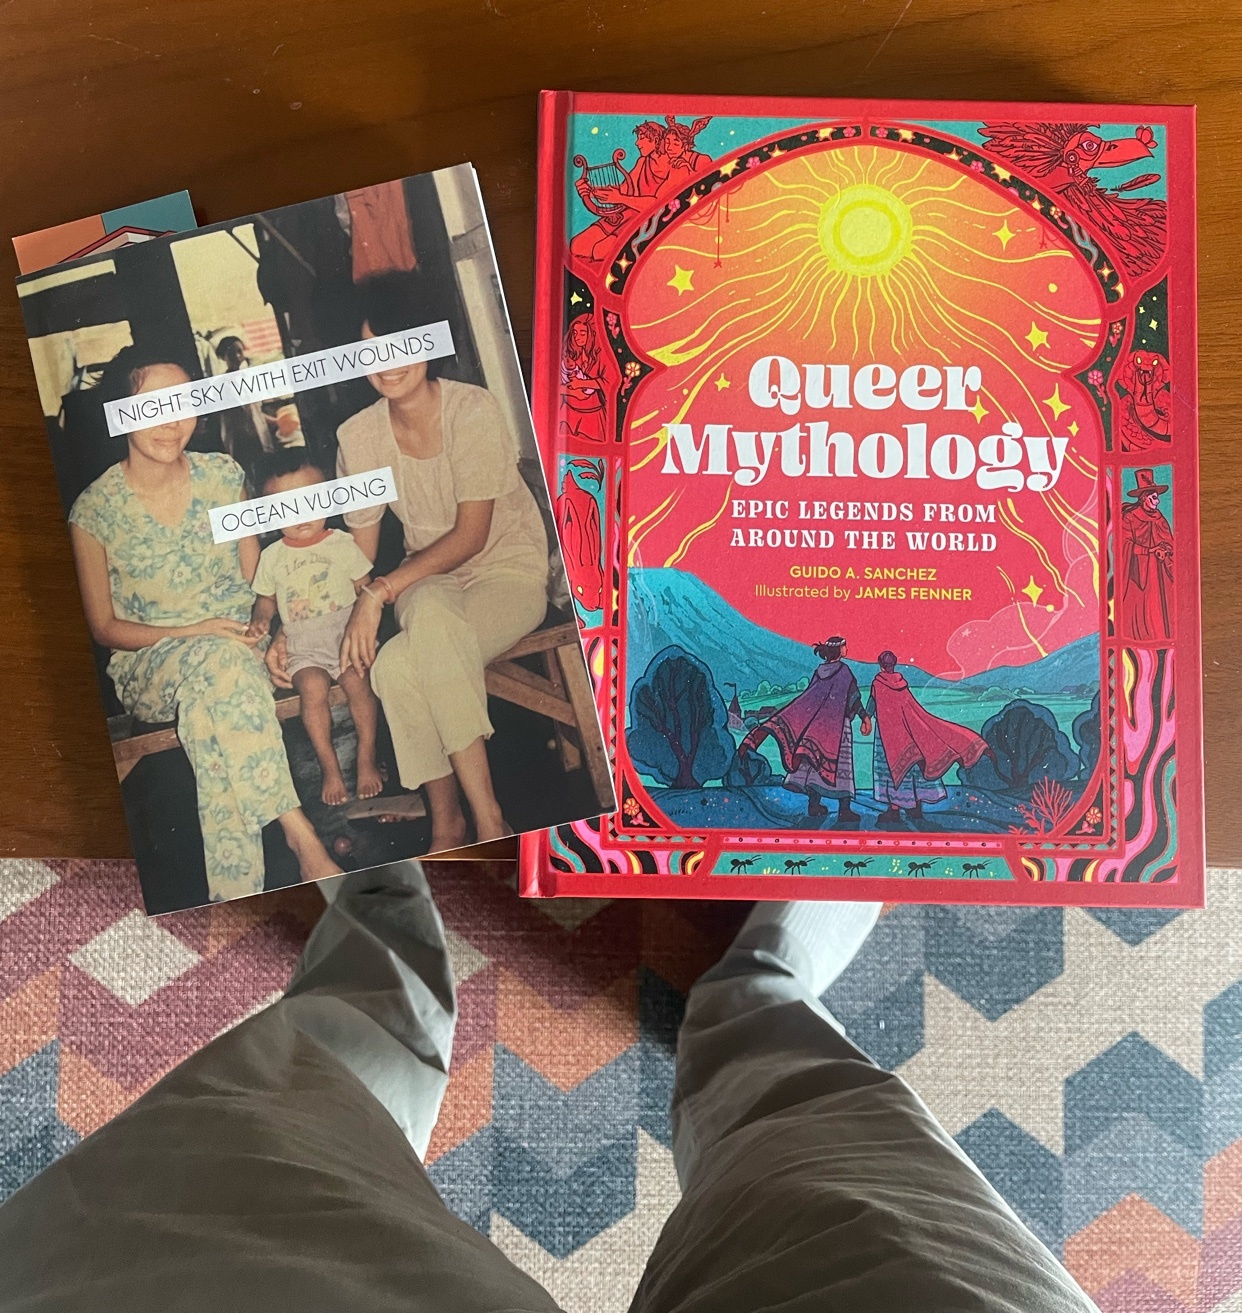 NIGHT SKY WITH EXIT WOUNDS
OCEAN VUONG
Queer
Mythology
EPIC LEGENDS FROM
AROUND THE WORLD
GUIDO A. SANCHEZ
Illustrated by JAMES FENNER